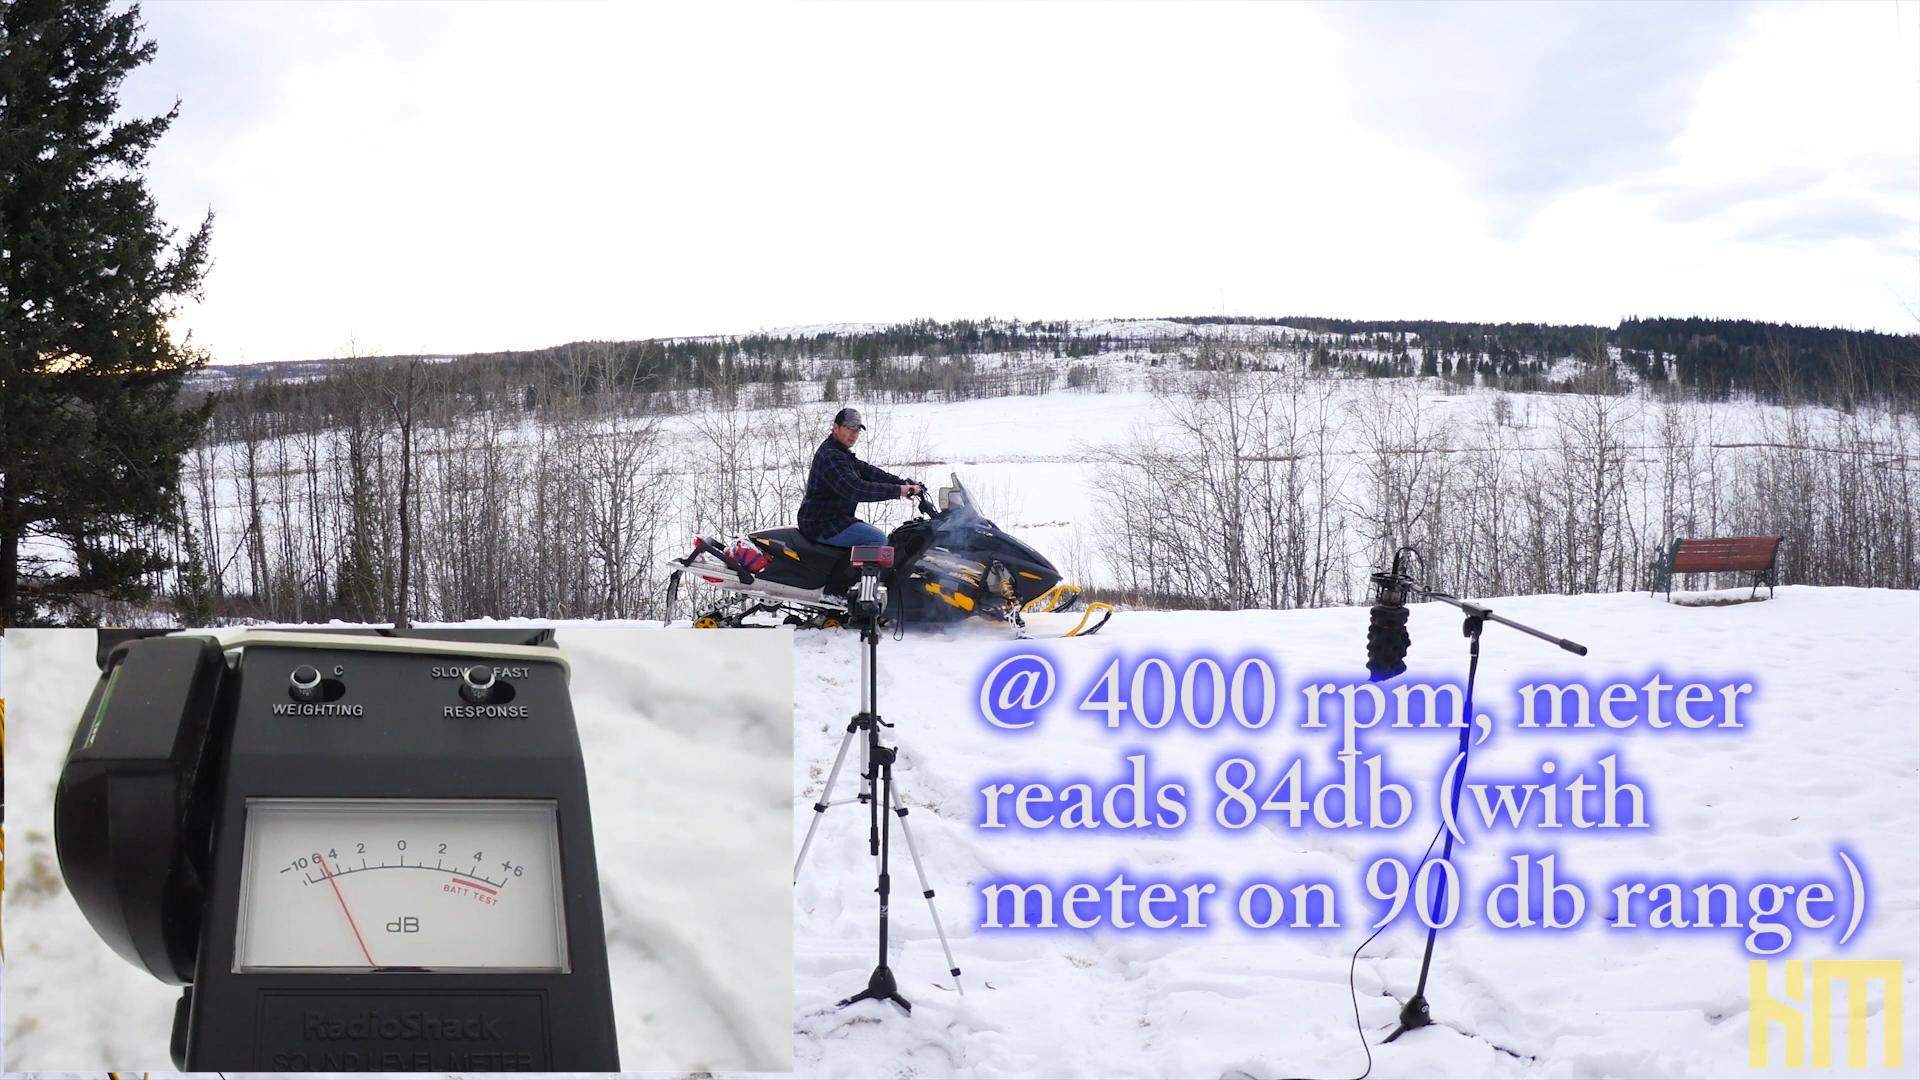 C
SLOW FAST
WEIGHTING
RESPONSE
-10 6 4 2 0 2 4 +6
BATT TEST
dB
RadioShack
SOUND LEVEL METER
@ 4000 rpm, meter
reads 84db (with
meter on 90 db range)
KM